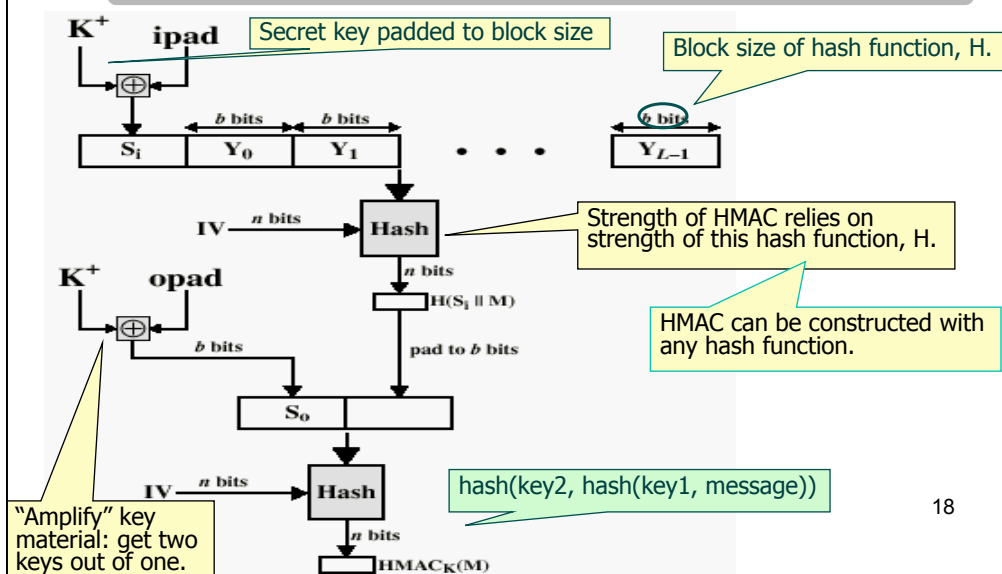 K+ ipad
Secret key padded to block size
Block size of hash function, H.
b bits b bits b bits
Si Y0 Y1 • • • YL–1
IV n bits Hash
Strength of HMAC relies on
strength of this hash function, H.
n bits
K+ opad
H(Si || M)
HMAC can be constructed with
any hash function.
b bits
pad to b bits
So
IV n bits Hash
hash(key2, hash(key1, message))
18
"Amplify" key
material: get two
keys out of one.
n bits
HMACK(M)